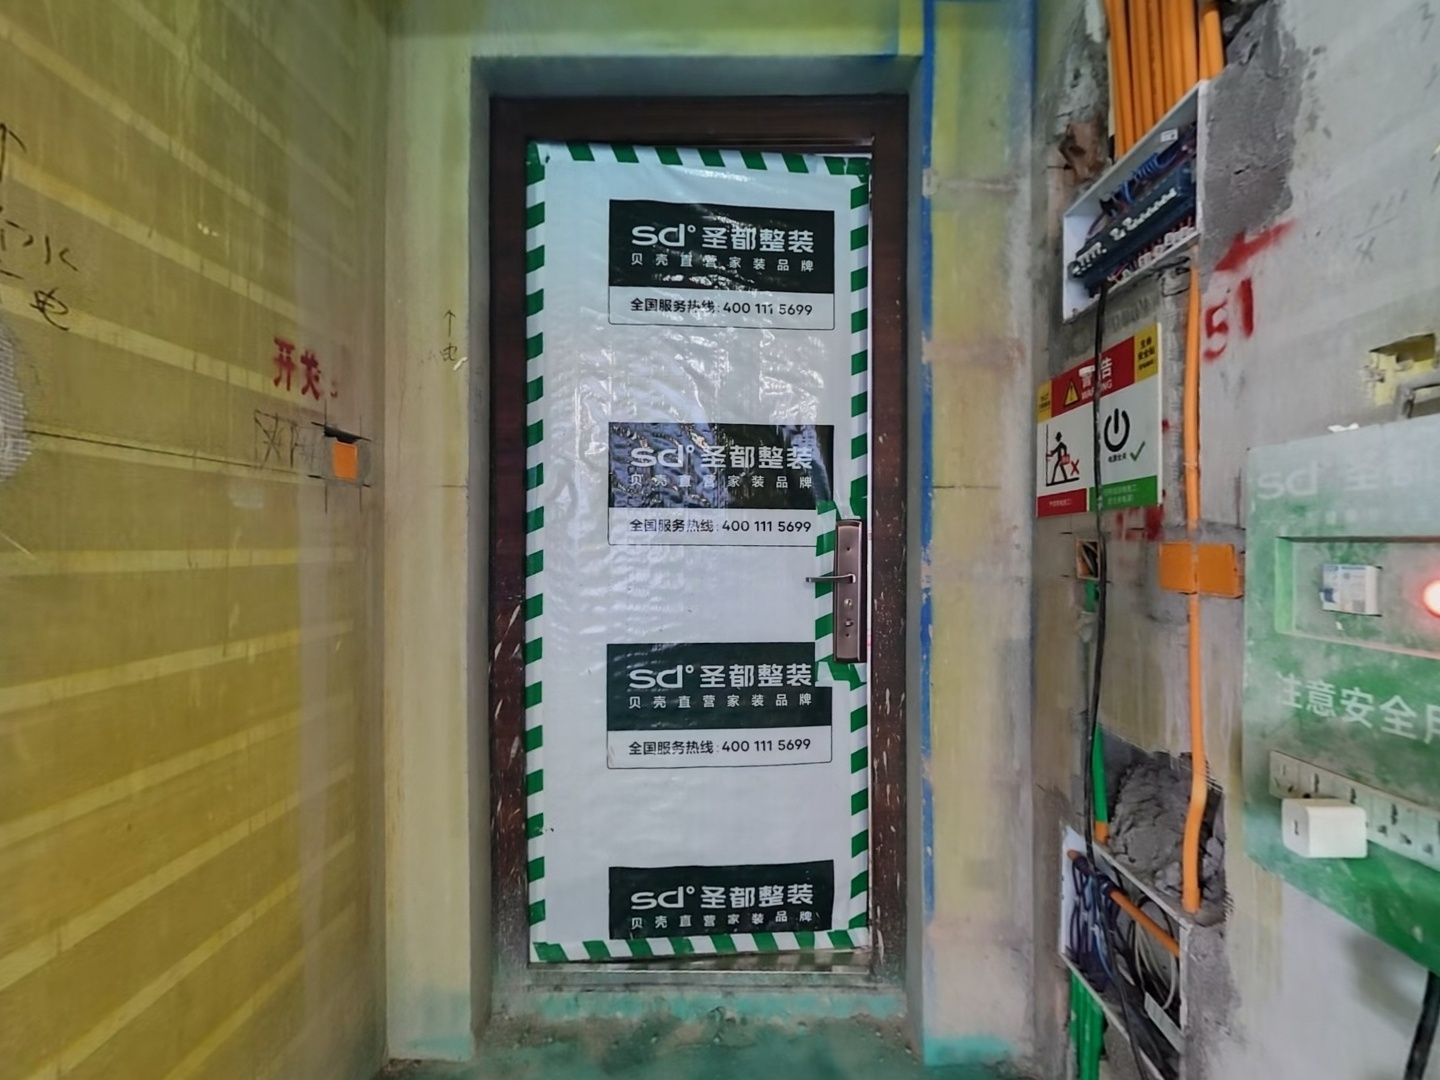 sd°圣都整装
贝壳直营家装品牌
全国服务热线:400 111 5699
sd°圣都整装
贝壳直营家装品牌
全国服务热线:400 111 5699
sd°圣都整装
贝壳直营家装品牌
全国服务热线:400 111 5699
sd°圣都整装
贝壳直营家装品牌
水
电
开关
电
51
警告
sd
注意安全用